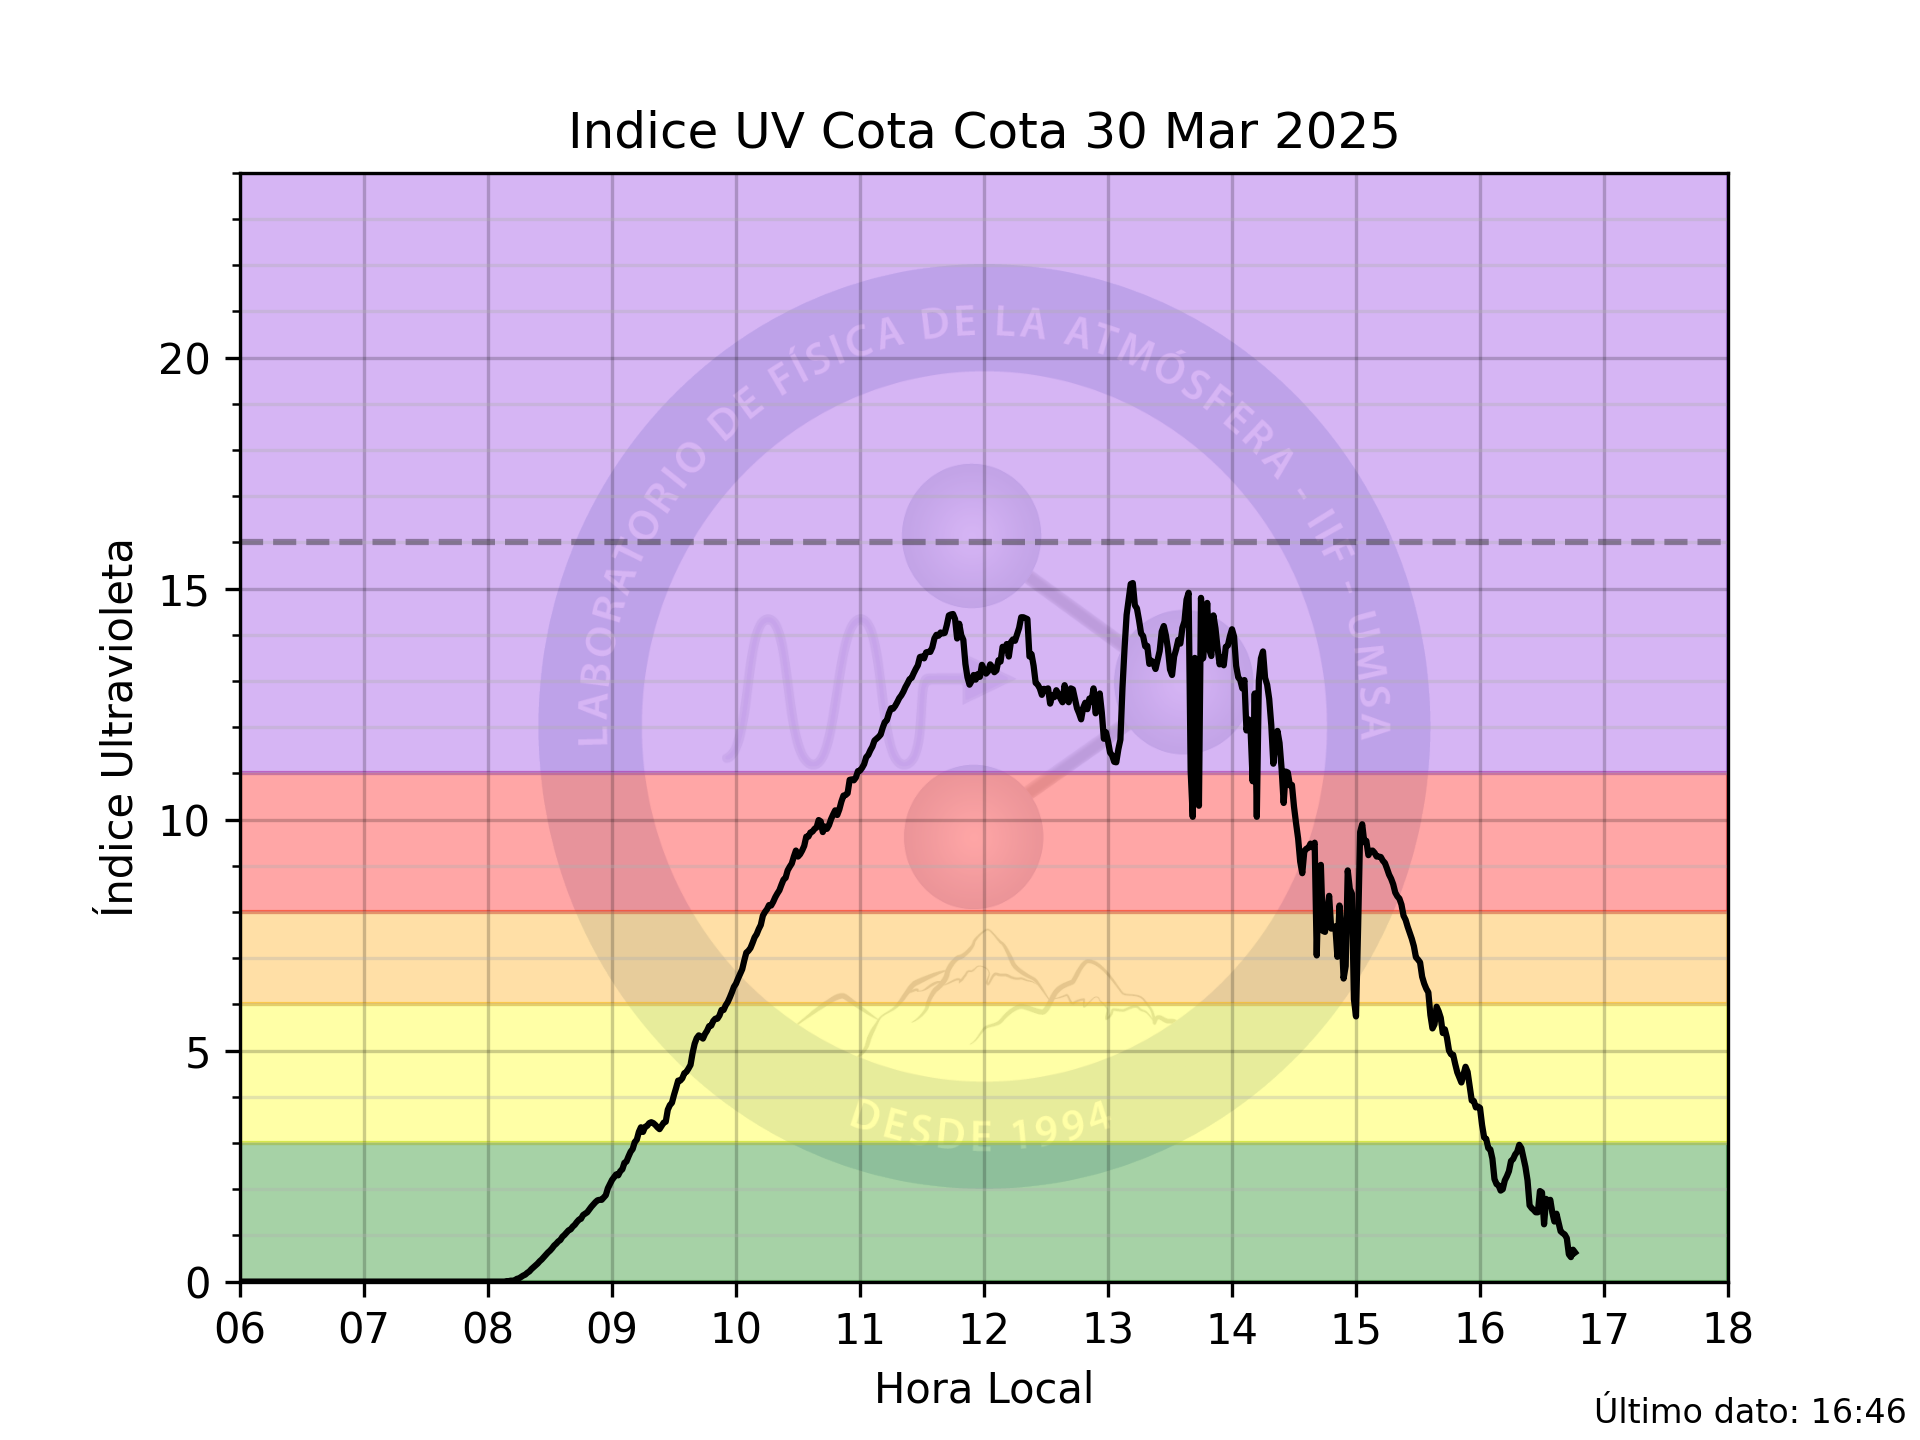 Indice UV Cota Cota 30 Mar 2025
Índice Ultravioleta
20
15
10
5
0
LABORATORIO DE FÍSICA DE LA ATMÓSFERA - IIF - UMSA
DESDE 1994
06 07 08 09 10 11 12 13 14 15 16 17 18
Hora Local
Último dato: 16:46